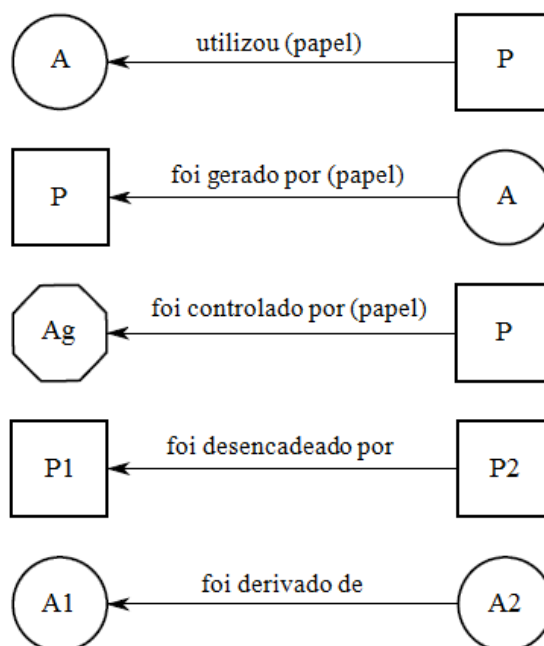 A utilizou (papel) P
P foi gerado por (papel) A
Ag foi controlado por (papel) P
P1 foi desencadeado por P2
A1 foi derivado de A2